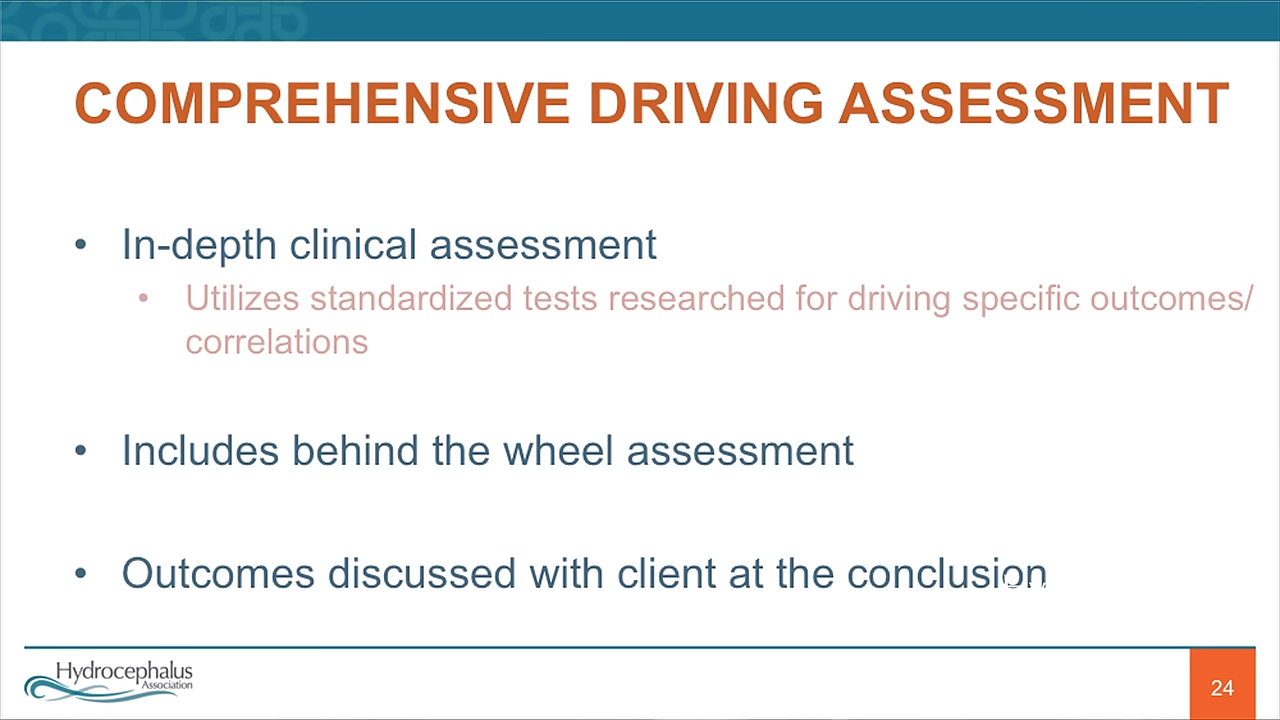 COMPREHENSIVE DRIVING ASSESSMENT
• In-depth clinical assessment
• Utilizes standardized tests researched for driving specific outcomes/
correlations
• Includes behind the wheel assessment
• Outcomes discussed with client at the conclusion
Hydrocephalus
Association
24